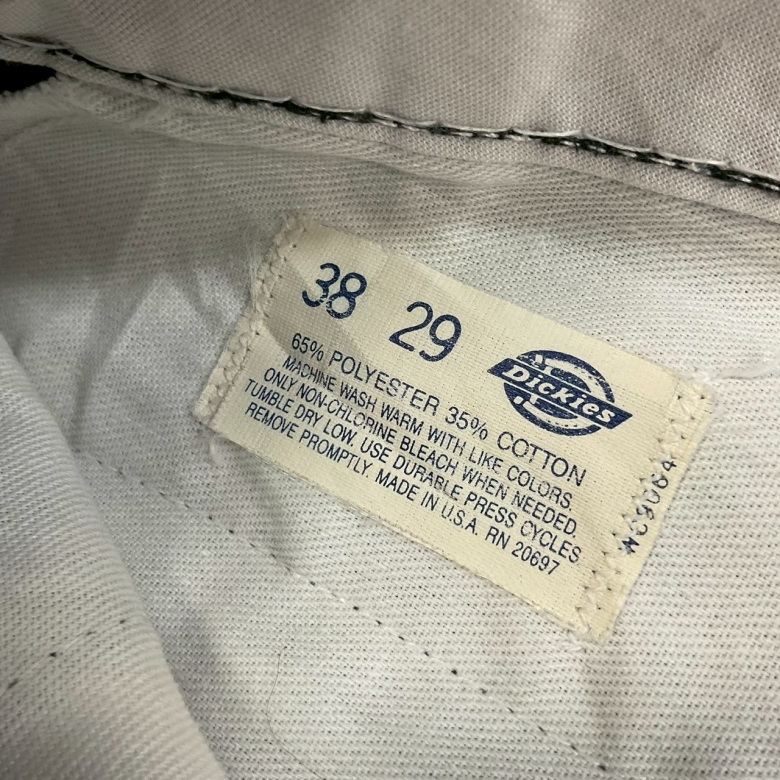 38 29
Dickies
65% POLYESTER 35% COTTON
MACHINE WASH WARM WITH LIKE COLORS.
ONLY NON-CHLORINE BLEACH WHEN NEEDED.
TUMBLE DRY LOW. USE DURABLE PRESS CYCLES
REMOVE PROMPTLY. MADE IN U.S.A. RN 20697